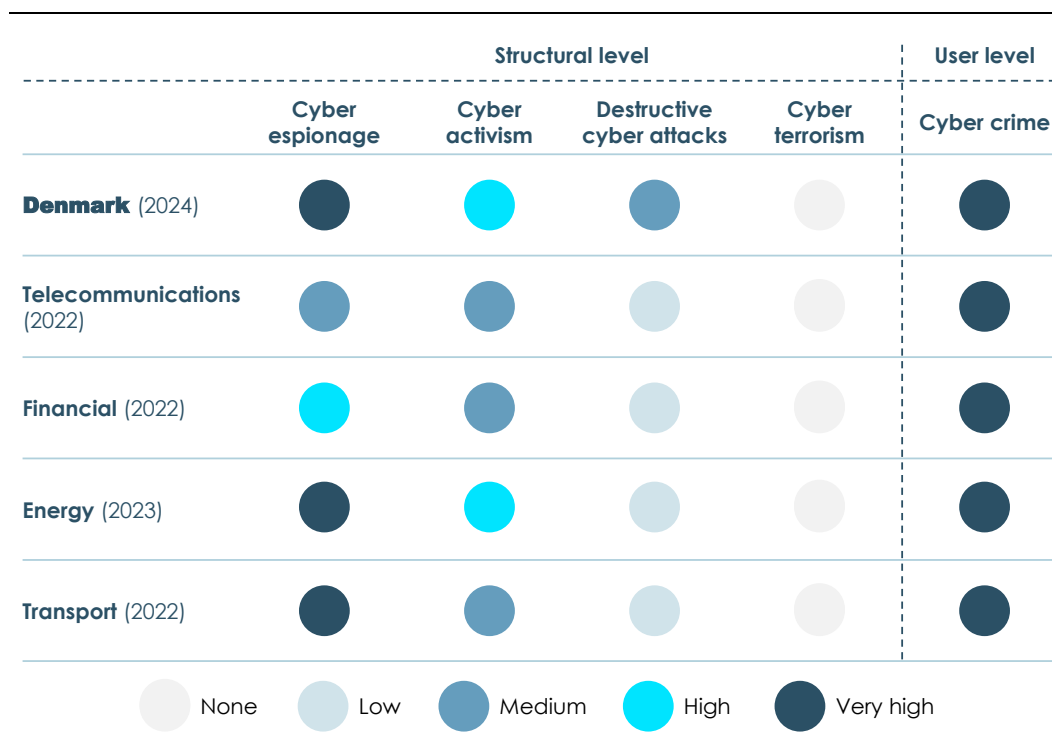 Structural level
User level
Cyber
espionage
Cyber
activism
Destructive
cyber attacks
Cyber
terrorism
Cyber crime
Denmark (2024)
Telecommunications
(2022)
Financial (2022)
Energy (2023)
Transport (2022)
None
Low
Medium
High
Very high